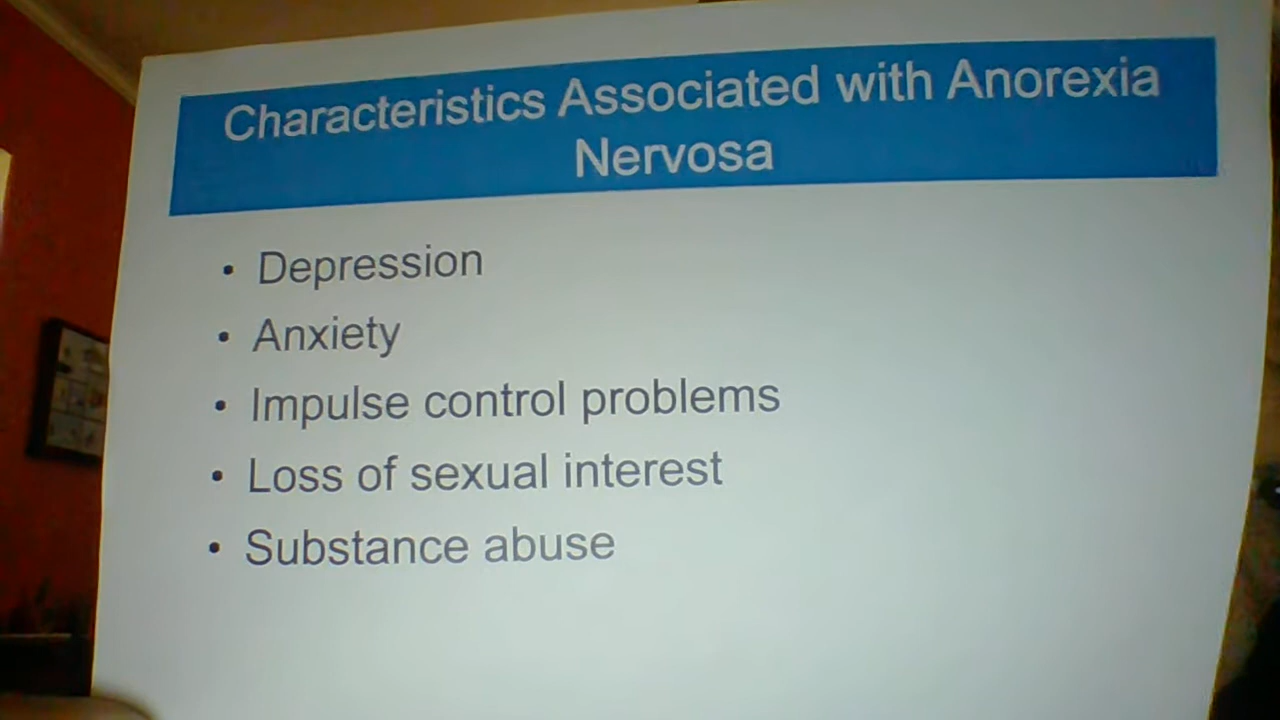 Characteristics Associated with Anorexia
Nervosa
• Depression
• Anxiety
• Impulse control problems
• Loss of sexual interest
• Substance abuse